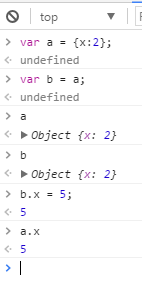 top
var a = {x:2};
undefined
var b = a;
undefined
a
Object {x: 2}
b
Object {x: 2}
b.x = 5;
5
a.x
5